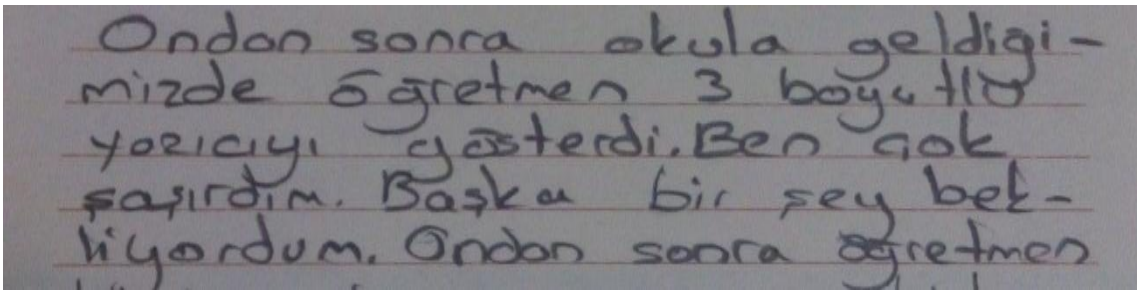 Ondan sonra okula geldigi-
mizde öğretmen 3 boyutlu
yazıcıyı gösterdi. Ben çok
şaşırdım. Başka bir şey bek-
liyordum. Ondan sonra öğretmen